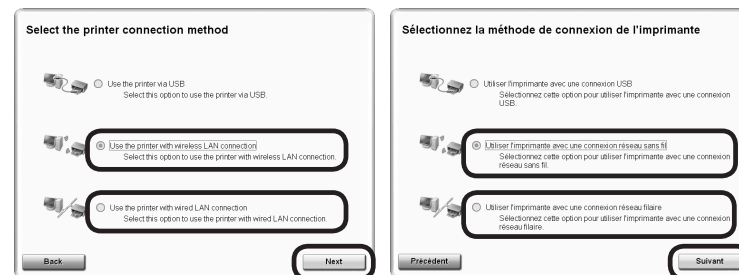 Select the printer connection method
Use the printer via USB
Select this option to use the printer via USB.
Use the printer with wireless LAN connection
Select this option to use the printer with wireless LAN connection.
Use the printer with wired LAN connection
Select this option to use the printer with wired LAN connection.
Back
Next
Sélectionnez la méthode de connexion de l'imprimante
Utiliser l'imprimante avec une connexion USB
Sélectionnez cette option pour utiliser l'imprimante avec une connexion
USB.
Utiliser l'imprimante avec une connexion réseau sans fil
Sélectionnez cette option pour utiliser l'imprimante avec une connexion
réseau sans fil.
Utiliser l'imprimante avec une connexion réseau filaire
Sélectionnez cette option pour utiliser l'imprimante avec une connexion
réseau filaire.
Précédent
Suivant